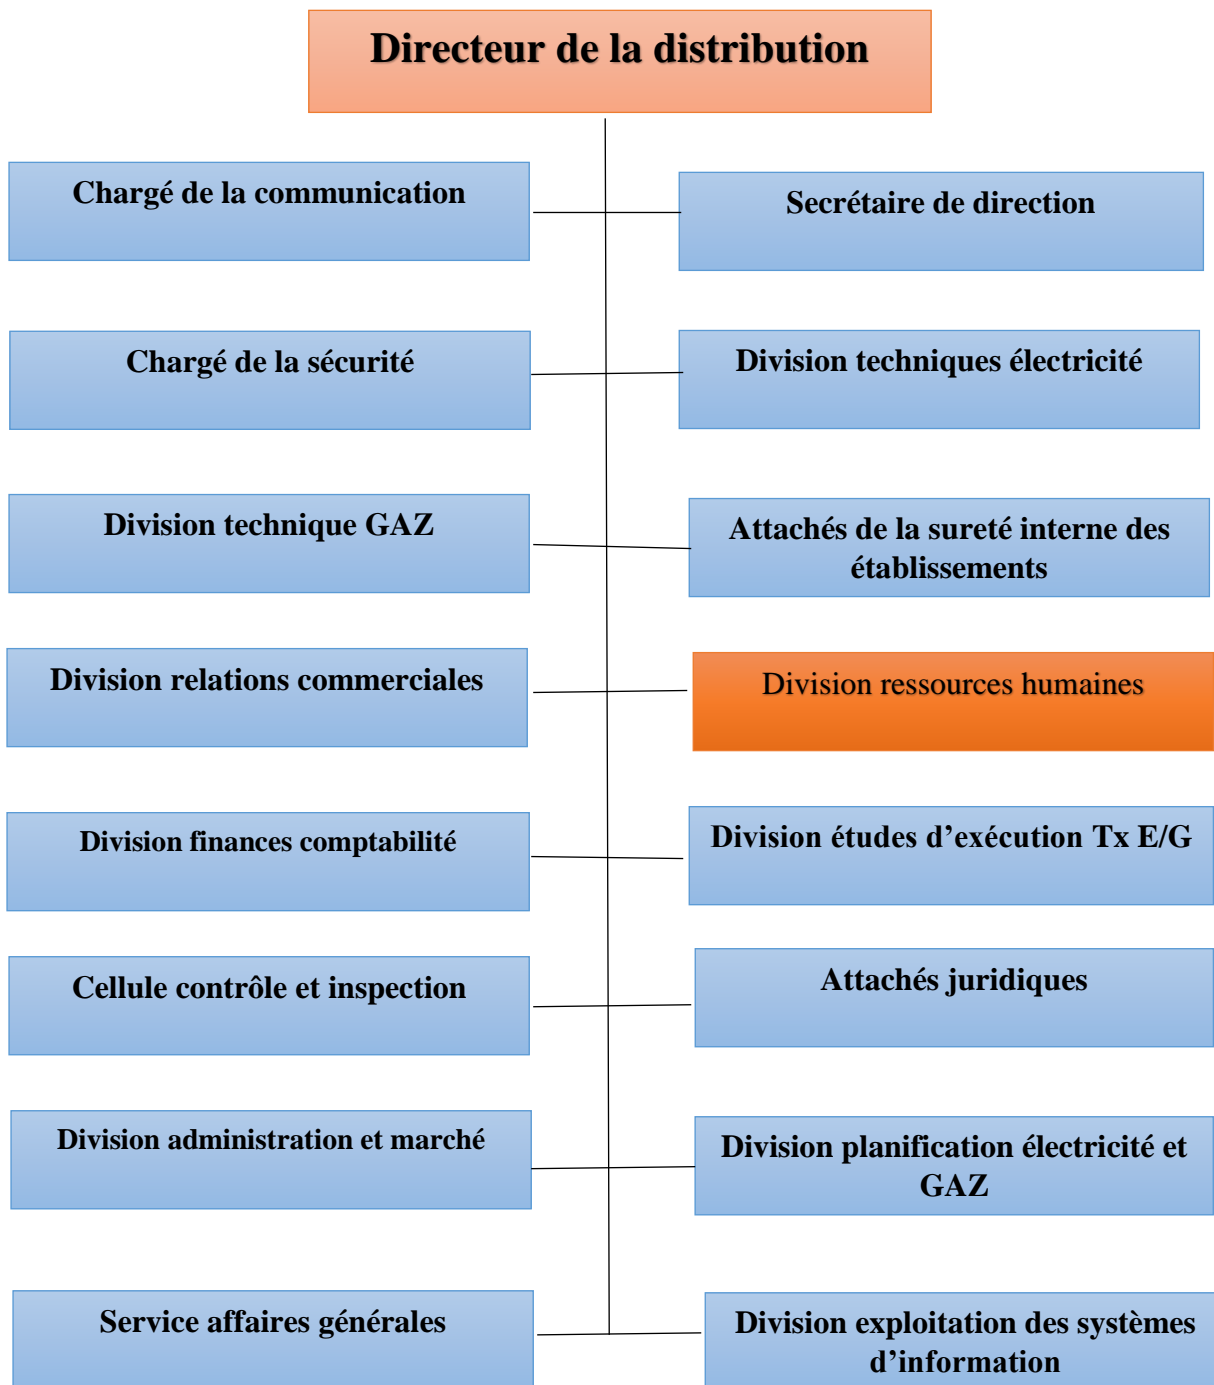 Directeur de la distribution
Chargé de la communication
Secrétaire de direction
Chargé de la sécurité
Division techniques électricité
Division technique GAZ
Attachés de la sureté interne des
établissements
Division relations commerciales
Division ressources humaines
Division finances comptabilité
Division études d’exécution Tx E/G
Cellule contrôle et inspection
Attachés juridiques
Division administration et marché
Division planification électricité et
GAZ
Service affaires générales
Division exploitation des systèmes
d’information